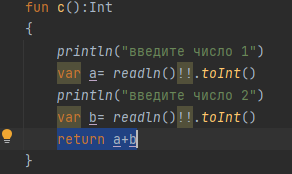 fun c():Int
{
println("введите число 1")
var a= readln()!!.toInt()
println("введите число 2")
var b= readln()!!.toInt()
return a+b
}